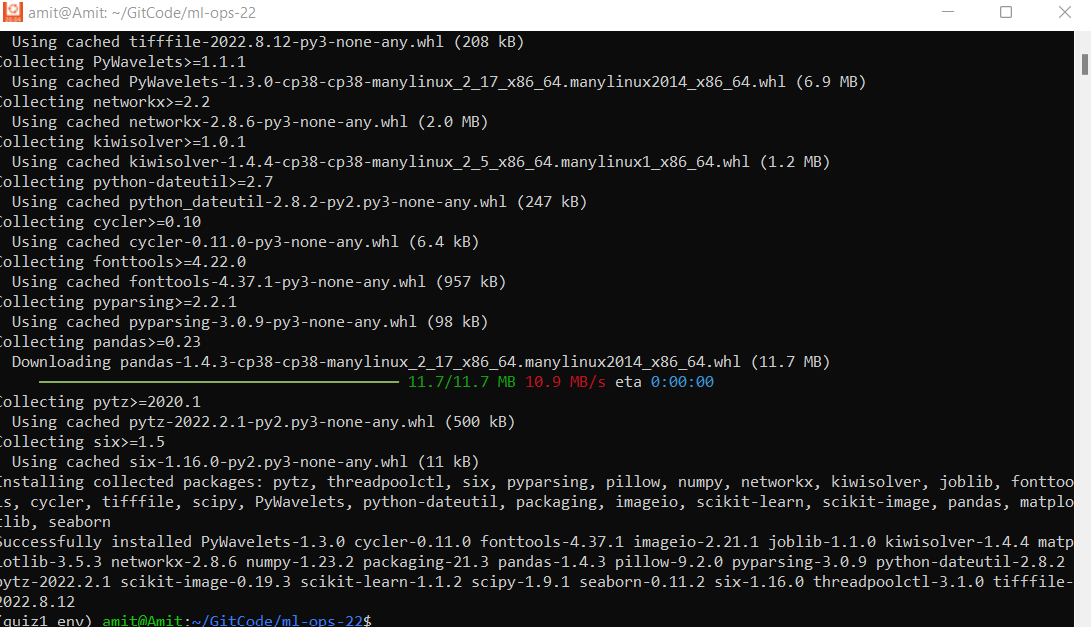 amit@Amit: ~/GitCode/ml-ops-22
Using cached tifffile-2022.8.12-py3-none-any.whl (208 kB)
Collecting PyWavelets>=1.1.1
Using cached PyWavelets-1.3.0-cp38-cp38-manylinux_2_17_x86_64.manylinux2014_x86_64.whl (6.9 MB)
Collecting networkx>=2.2
Using cached networkx-2.8.6-py3-none-any.whl (2.0 MB)
Collecting kiwisolver>=1.0.1
Using cached kiwisolver-1.4.4-cp38-cp38-manylinux_2_5_x86_64.manylinux1_x86_64.whl (1.2 MB)
Collecting python-dateutil>=2.7
Using cached python_dateutil-2.8.2-py2.py3-none-any.whl (247 kB)
Collecting cycler>=0.10
Using cached cycler-0.11.0-py3-none-any.whl (6.4 kB)
Collecting fonttools>=4.22.0
Using cached fonttools-4.37.1-py3-none-any.whl (957 kB)
Collecting pyparsing>=2.2.1
Using cached pyparsing-3.0.9-py3-none-any.whl (98 kB)
Collecting pandas>=0.23
Downloading pandas-1.4.3-cp38-cp38-manylinux_2_17_x86_64.manylinux2014_x86_64.whl (11.7 MB)
11.7/11.7 MB 10.9 MB/s eta 0:00:00
Collecting pytz>=2020.1
Using cached pytz-2022.2.1-py2.py3-none-any.whl (500 kB)
Collecting six>=1.5
Using cached six-1.16.0-py2.py3-none-any.whl (11 kB)
Installing collected packages: pytz, threadpoolctl, six, pyparsing, pillow, numpy, networkx, kiwisolver, joblib, fonttoo
ls, cycler, tifffile, scipy, PyWavelets, python-dateutil, packaging, imageio, scikit-learn, scikit-image, pandas, matplo
tlib, seaborn
Successfully installed PyWavelets-1.3.0 cycler-0.11.0 fonttools-4.37.1 imageio-2.21.1 joblib-1.1.0 kiwisolver-1.4.4 matp
lotlib-3.5.3 networkx-2.8.6 numpy-1.23.2 packaging-21.3 pandas-1.4.3 pillow-9.2.0 pyparsing-3.0.9 python-dateutil-2.8.2
pytz-2022.2.1 scikit-image-0.19.3 scikit-learn-1.1.2 scipy-1.9.1 seaborn-0.11.2 six-1.16.0 threadpoolctl-3.1.0 tifffile-
2022.8.12
(quiz1_env) amit@Amit:~/GitCode/ml-ops-22$